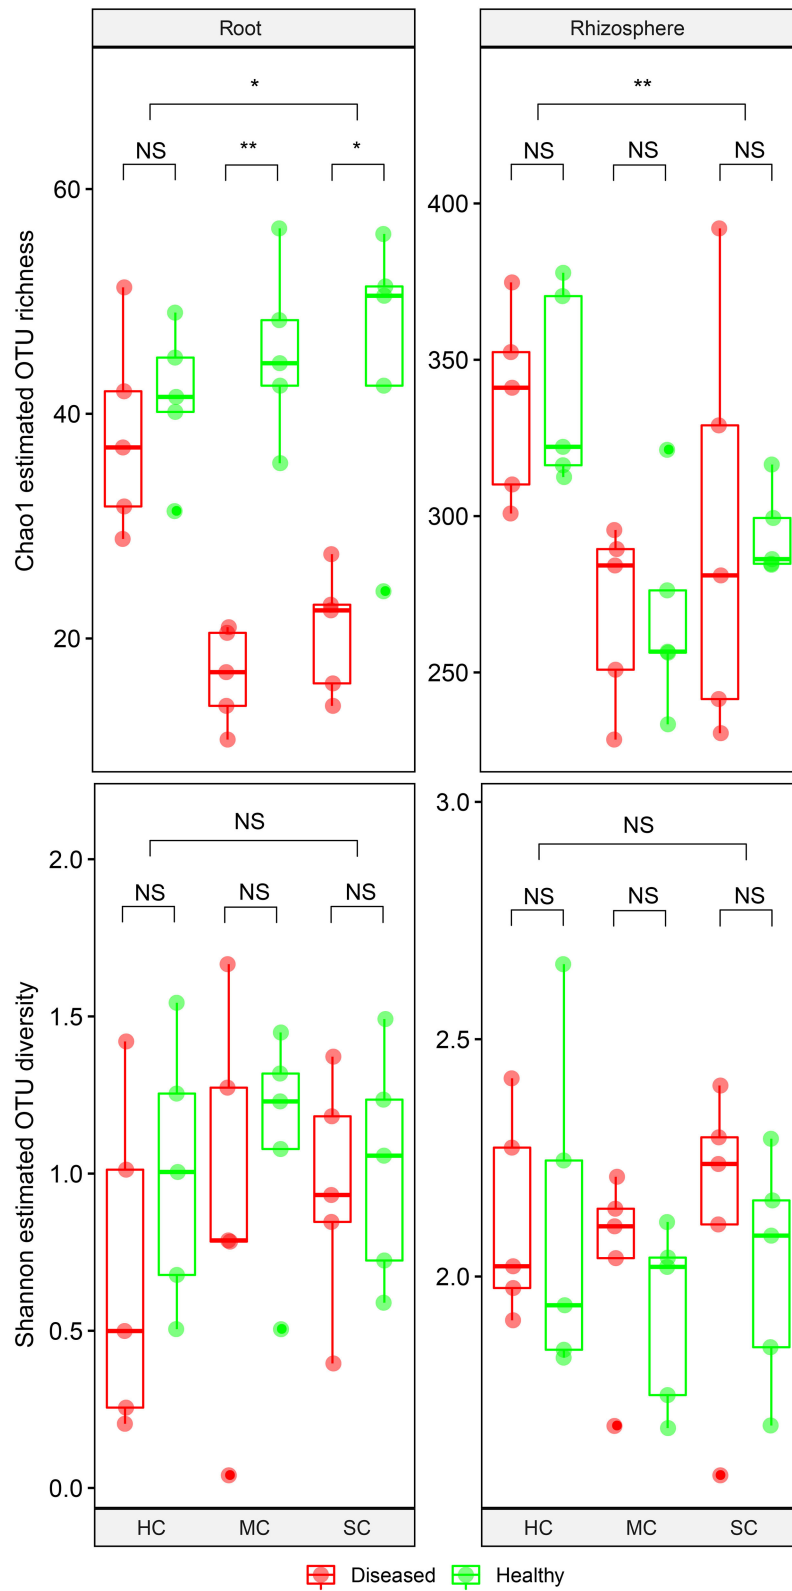 Root
Rhizosphere
*
**
NS
**
*
NS
NS
NS
60
40
20
400
350
300
250
Chao1 estimated OTU richness
NS
NS
NS
NS
NS
NS
NS
NS
2.0
1.5
1.0
0.5
0.0
3.0
2.5
2.0
Shannon estimated OTU diversity
HC MC SC
HC MC SC
Diseased Healthy